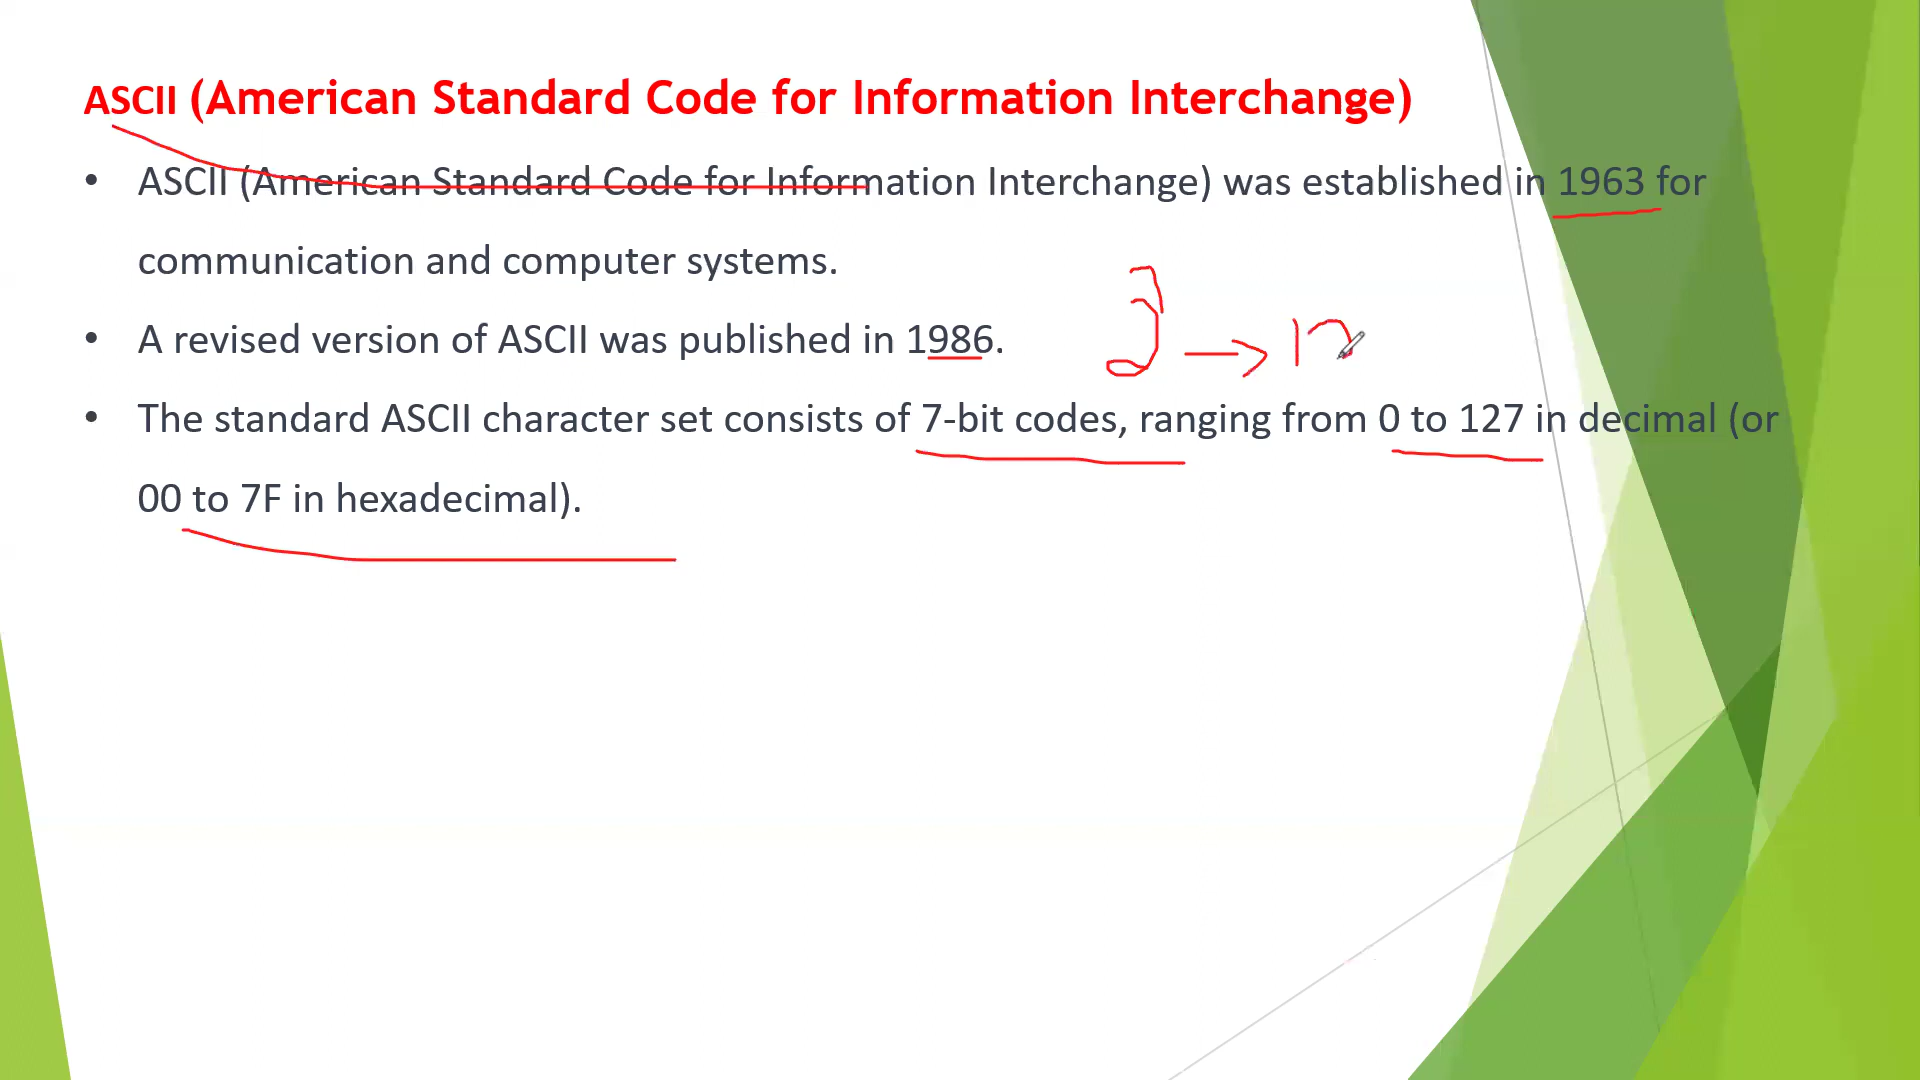 ASCII (American Standard Code for Information Interchange)
• ASCII (American Standard Code for Information Interchange) was established in 1963 for
communication and computer systems.
• A revised version of ASCII was published in 1986.
• The standard ASCII character set consists of 7-bit codes, ranging from 0 to 127 in decimal (or
00 to 7F in hexadecimal).